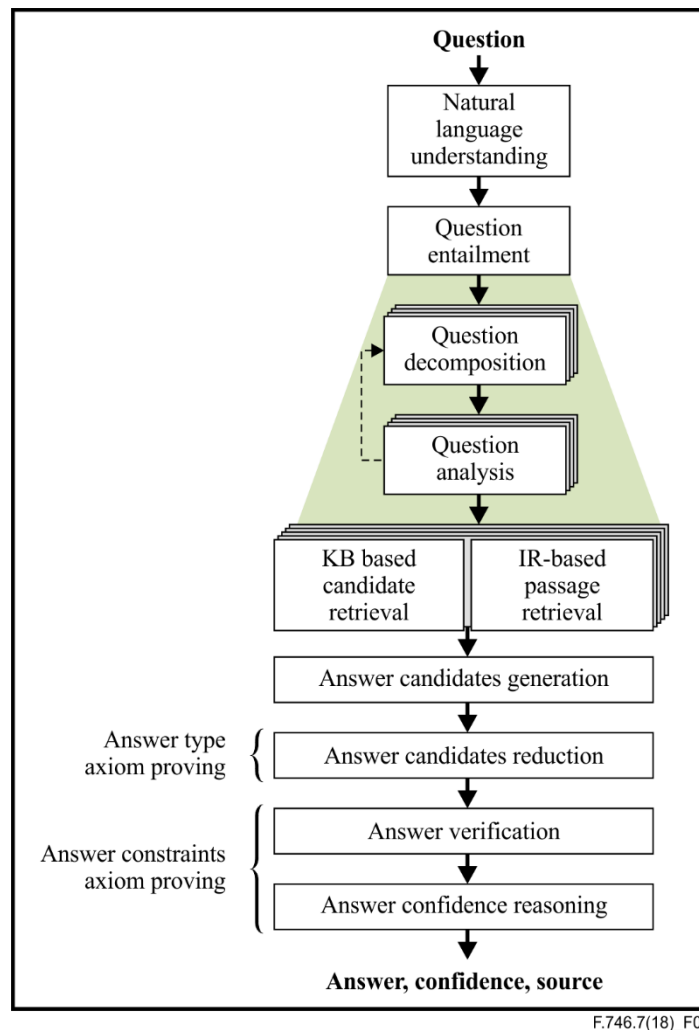 Question
Natural
language
understanding
Question
entailment
Question
decomposition
Question
analysis
KB based
candidate
retrieval
IR-based
passage
retrieval
Answer candidates generation
Answer type
axiom proving
Answer candidates reduction
Answer constraints
axiom proving
Answer verification
Answer confidence reasoning
Answer, confidence, source
F.746.7(18)